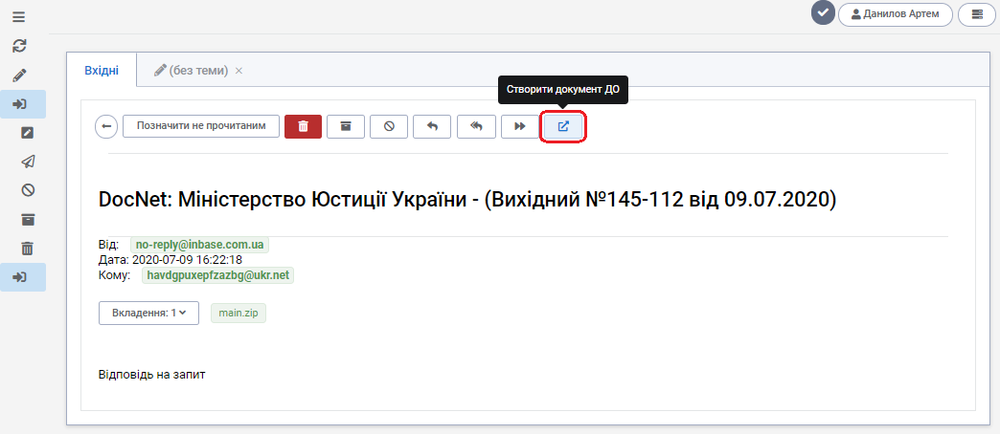 Данилов Артем
Вхідні
(без теми) ×
Створити документ ДО
Позначити не прочитаним
DocNet: Міністерство Юстиції України - (Вихідний №145-112 від 09.07.2020)
Від: no-reply@inbase.com.ua
Дата: 2020-07-09 16:22:18
Кому: havdgpuxepfzazbg@ukr.net
Вкладення: 1 main.zip
Відповідь на запит